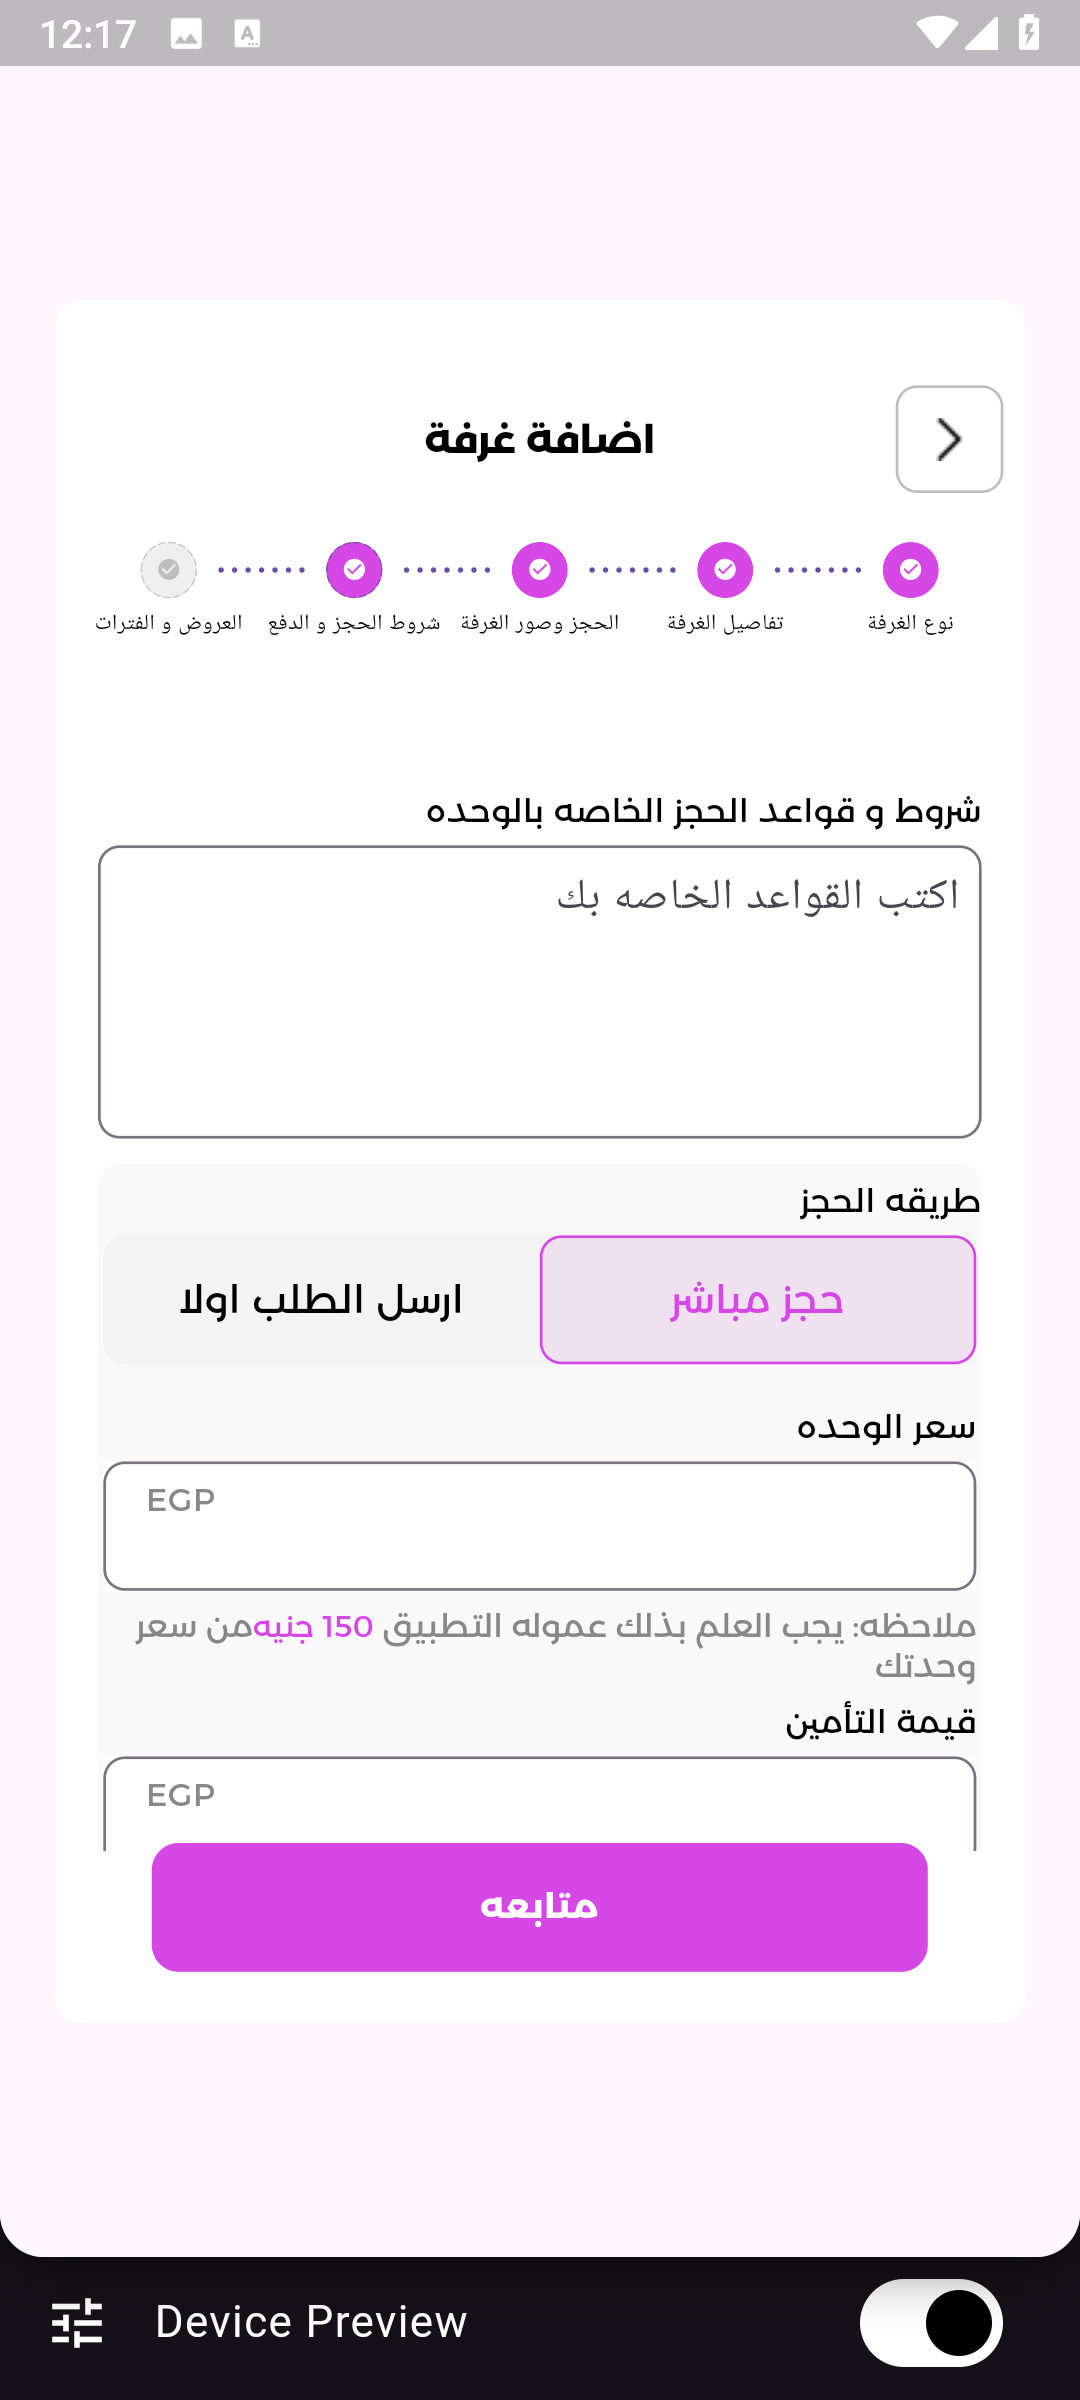 12:17
اضافة غرفة
نوع الغرفة
تفاصيل الغرفة
الحجز وصور الغرفة
شروط الحجز و الدفع
العروض و الفترات
شروط و قواعد الحجز الخاصه بالوحده
اكتب القواعد الخاصه بك
طريقه الحجز
حجز مباشر
ارسل الطلب اولا
سعر الوحده
EGP
ملاحظه: يجب العلم بذلك عموله التطبيق 150 جنيهمن سعر
وحدتك
قيمة التأمين
EGP
متابعه
Device Preview